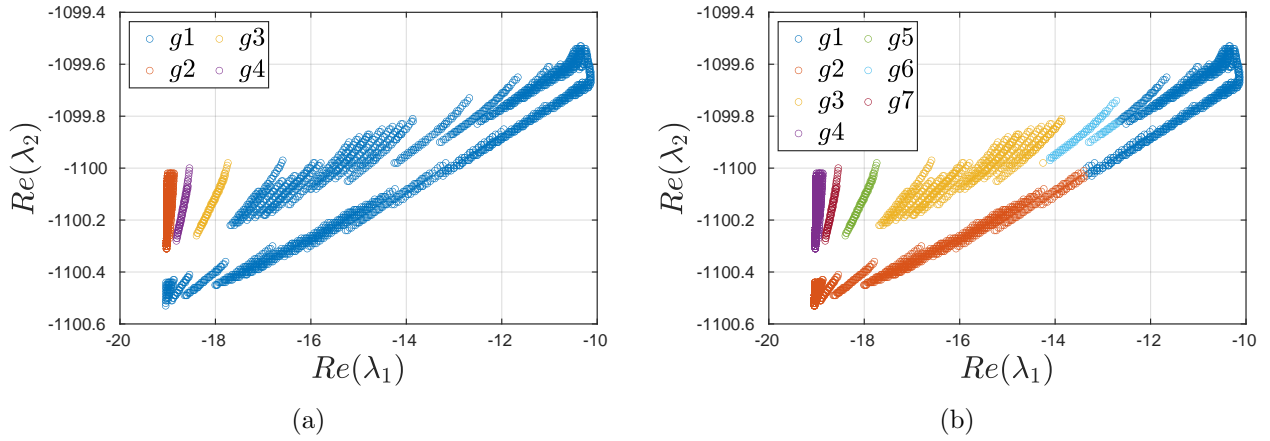 -1099.4
-1099.6
-1099.8
-1100
-1100.2
-1100.4
-1100.6
Re(λ₂)
g1 g3
g2 g4
-20 -18 -16 -14 -12 -10
Re(λ₁)
(a)
-1099.4
-1099.6
-1099.8
-1100
-1100.2
-1100.4
-1100.6
Re(λ₂)
g1 g5
g2 g6
g3 g7
g4
-20 -18 -16 -14 -12 -10
Re(λ₁)
(b)